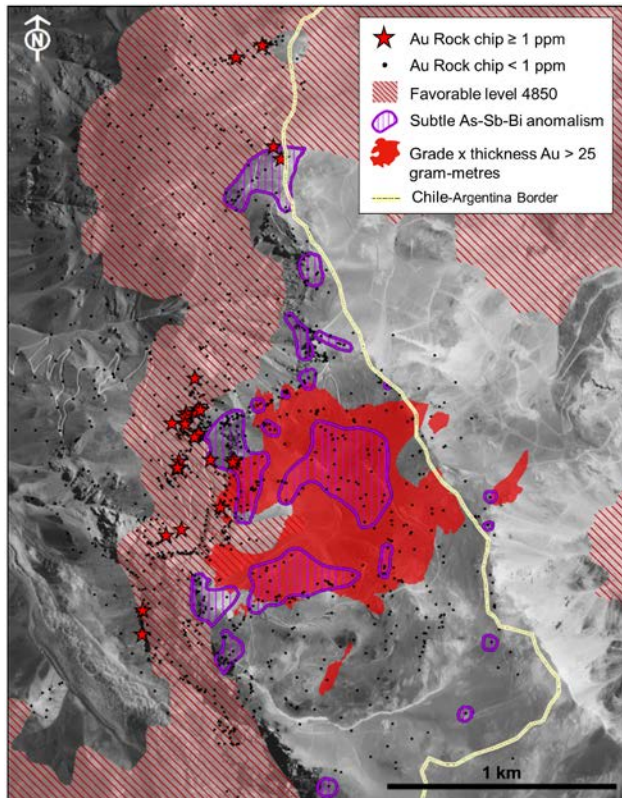 N
Au Rock chip ≥ 1 ppm
Au Rock chip < 1 ppm
Favorable level 4850
Subtle As-Sb-Bi anomalism
Grade x thickness Au > 25
gram-metres
Chile-Argentina Border
1 km